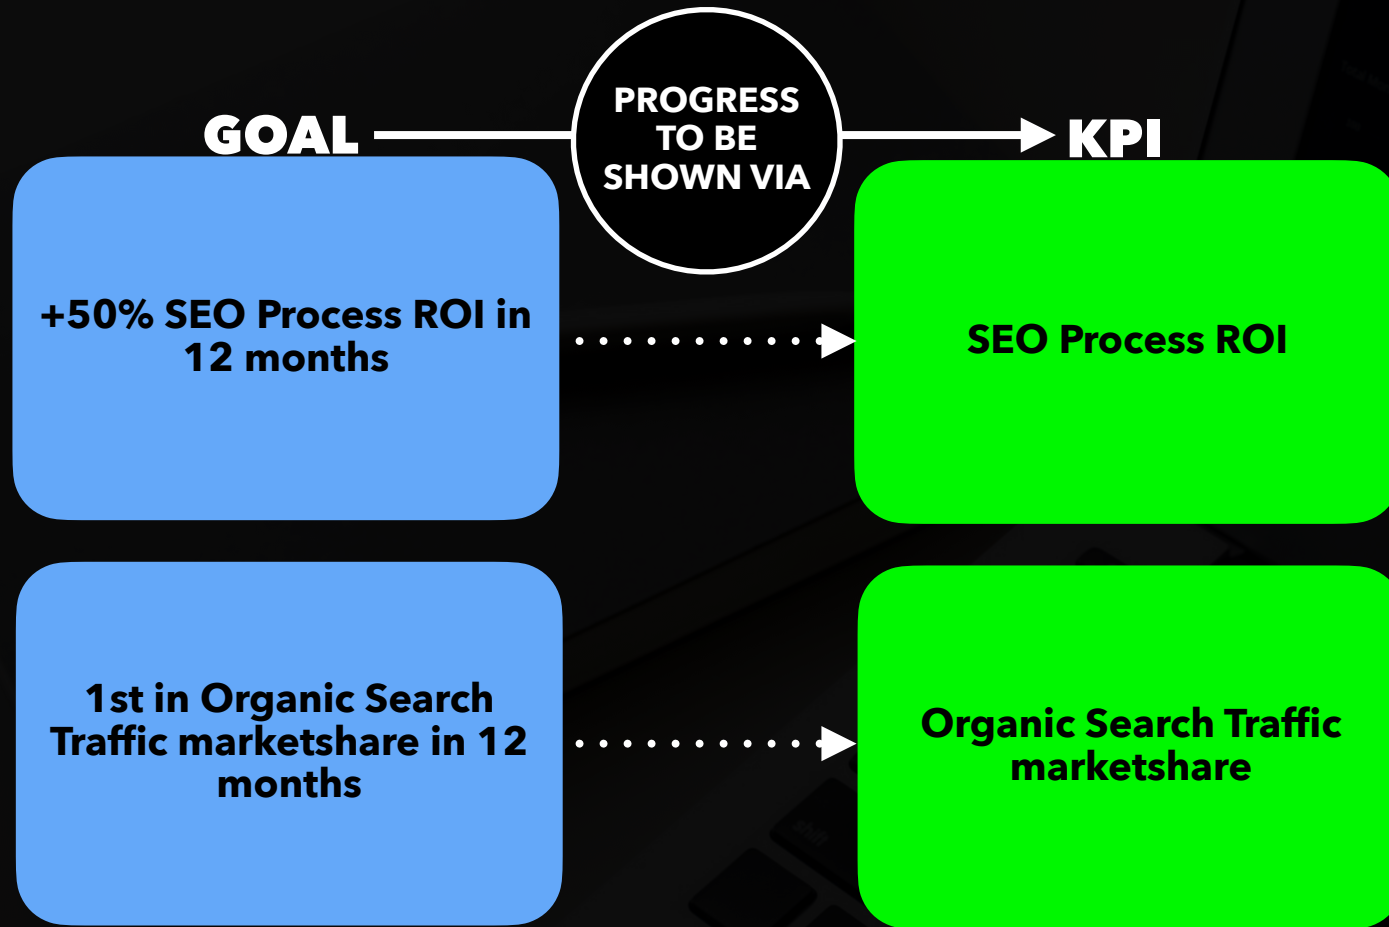 PROGRESS
TO BE
SHOWN VIA
GOAL
KPI
+50% SEO Process ROI in
12 months
SEO Process ROI
1st in Organic Search
Traffic marketshare in 12
months
Organic Search Traffic
marketshare
shift